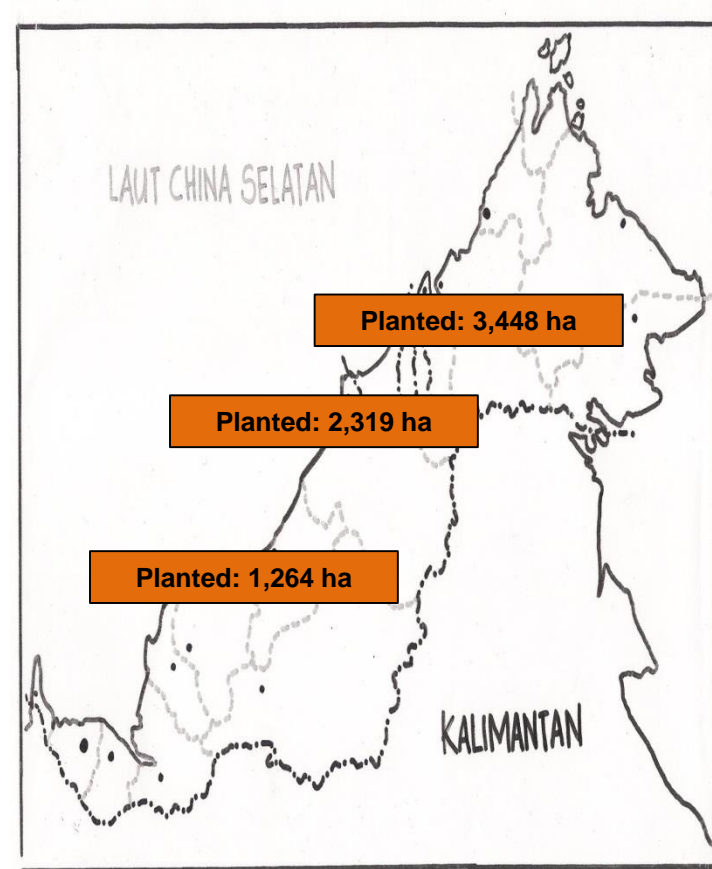 LAUT CHINA SELATAN
Planted: 3,448 ha
Planted: 2,319 ha
Planted: 1,264 ha
KALIMANTAN